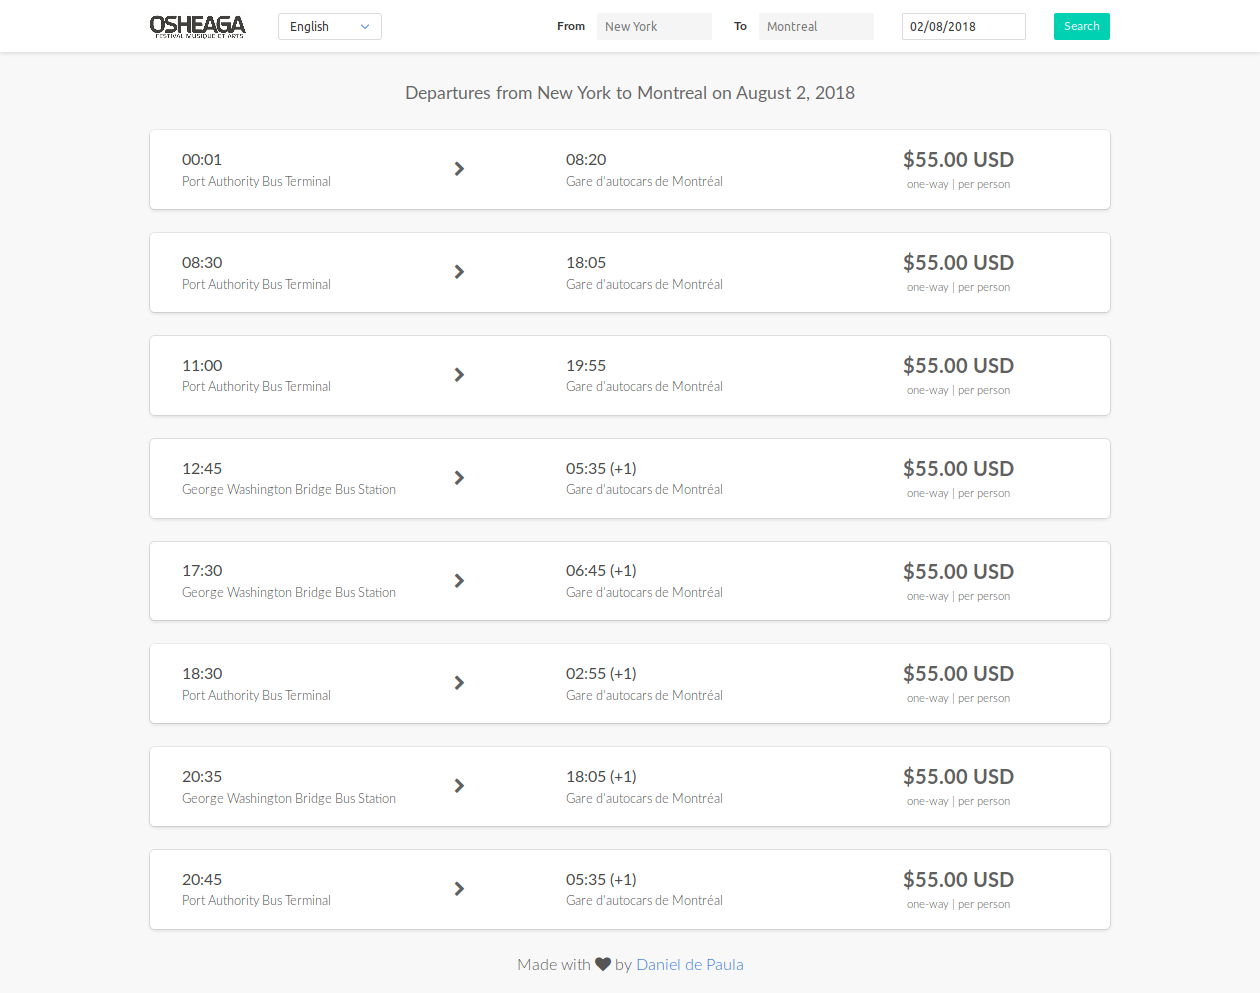 OSHEAGA
FESTIVAL MUSIQUE ET ARTS
English
From New York To Montreal 02/08/2018 Search
Departures from New York to Montreal on August 2, 2018
00:01 08:20 $55.00 USD
Port Authority Bus Terminal Gare d'autocars de Montréal one-way | per person
08:30 18:05 $55.00 USD
Port Authority Bus Terminal Gare d'autocars de Montréal one-way | per person
11:00 19:55 $55.00 USD
Port Authority Bus Terminal Gare d'autocars de Montréal one-way | per person
12:45 05:35 (+1) $55.00 USD
George Washington Bridge Bus Station Gare d'autocars de Montréal one-way | per person
17:30 06:45 (+1) $55.00 USD
George Washington Bridge Bus Station Gare d'autocars de Montréal one-way | per person
18:30 02:55 (+1) $55.00 USD
Port Authority Bus Terminal Gare d'autocars de Montréal one-way | per person
20:35 18:05 (+1) $55.00 USD
George Washington Bridge Bus Station Gare d'autocars de Montréal one-way | per person
20:45 05:35 (+1) $55.00 USD
Port Authority Bus Terminal Gare d'autocars de Montréal one-way | per person
Made with ♥ by Daniel de Paula